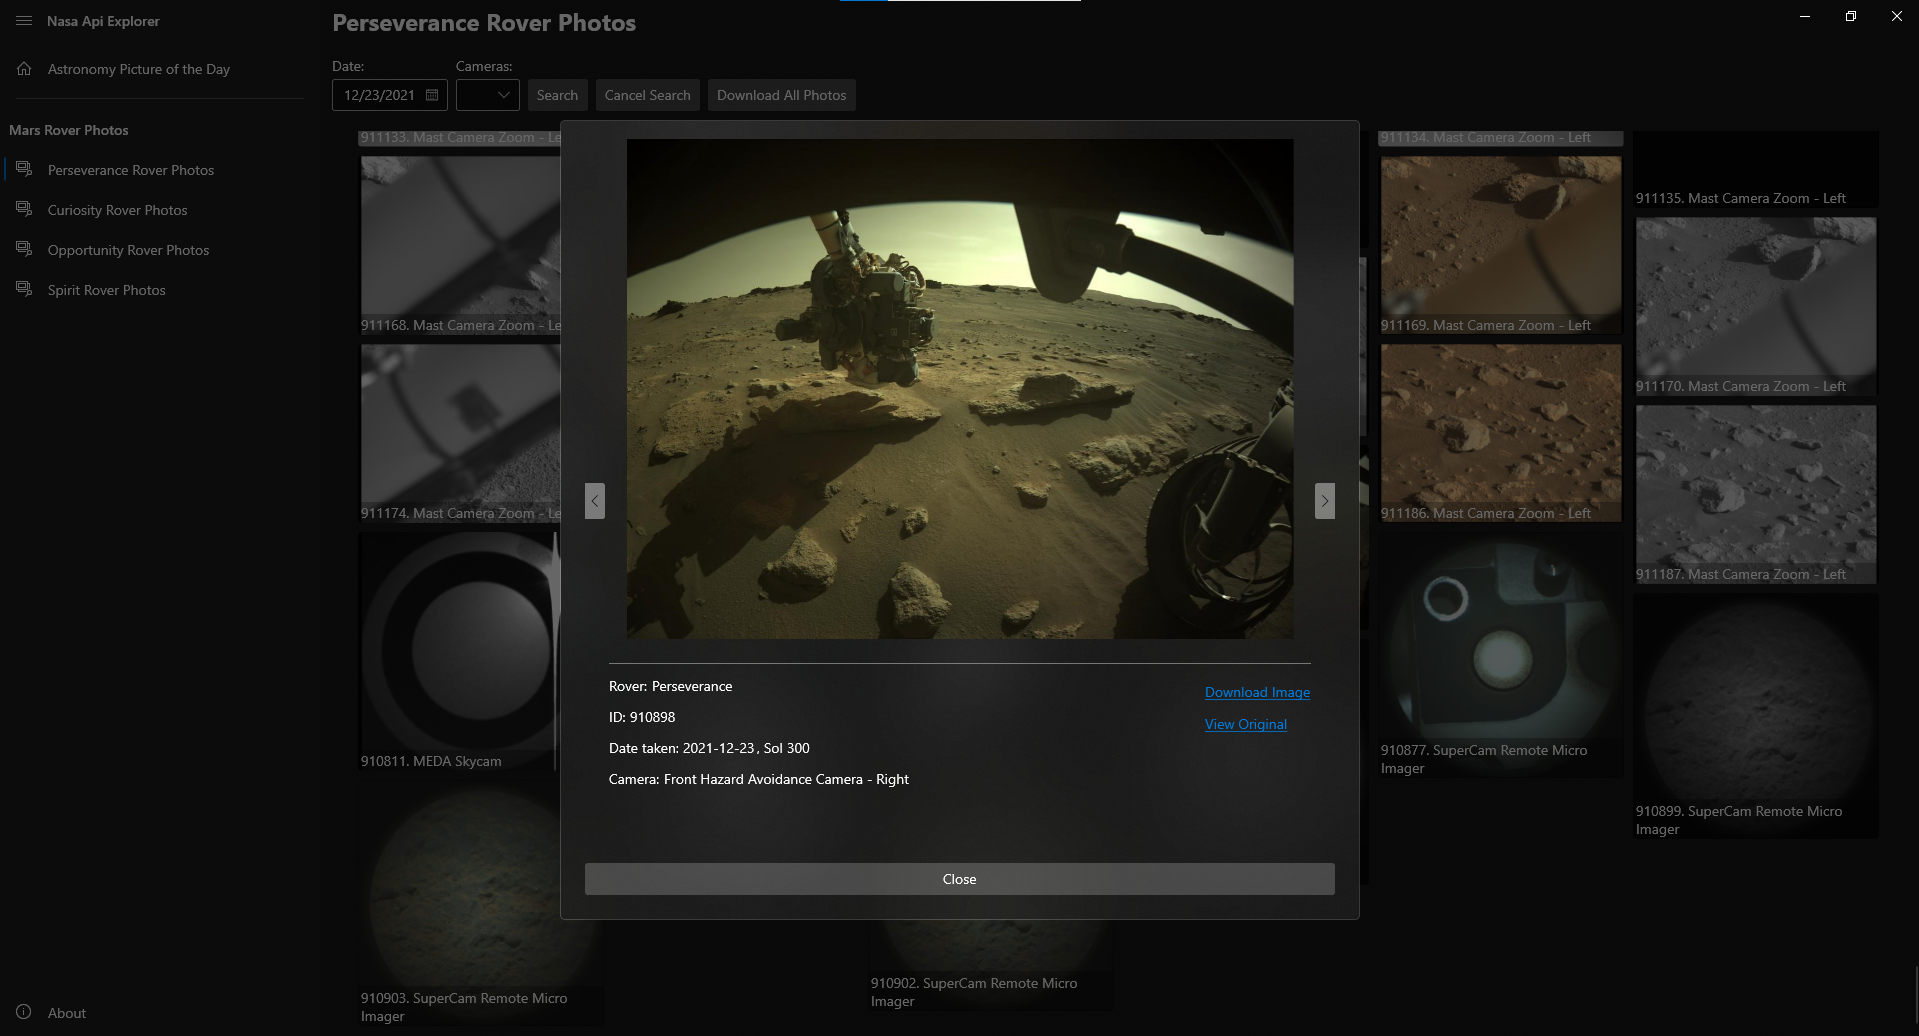 Nasa Api Explorer
Astronomy Picture of the Day
Mars Rover Photos
Perseverance Rover Photos
Curiosity Rover Photos
Opportunity Rover Photos
Spirit Rover Photos
About
Perseverance Rover Photos
Date:
Cameras:
12/23/2021
Search
Cancel Search
Download All Photos
911133. Mast Camera Zoom - Le
911134. Mast Camera Zoom - Left
911135. Mast Camera Zoom - Left
911168. Mast Camera Zoom - Le
911169. Mast Camera Zoom - Left
911170. Mast Camera Zoom - Left
911174. Mast Camera Zoom - Le
911186. Mast Camera Zoom - Left
911187. Mast Camera Zoom - Left
910811. MEDA Skycam
910877. SuperCam Remote Micro
Imager
910899. SuperCam Remote Micro
Imager
910903. SuperCam Remote Micro
Imager
910902. SuperCam Remote Micro
Imager
Rover: Perseverance
ID: 910898
Date taken: 2021-12-23, Sol 300
Camera: Front Hazard Avoidance Camera - Right
Download Image
View Original
Close